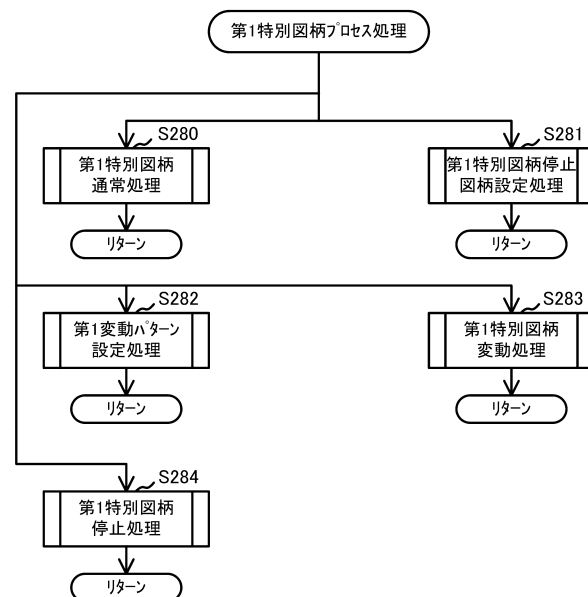 第1特別図柄プロセス処理
S280
第1特別図柄
通常処理
リターン
S281
第1特別図柄停止
図柄設定処理
リターン
S282
第1変動パターン
設定処理
リターン
S283
第1特別図柄
変動処理
リターン
S284
第1特別図柄
停止処理
リターン